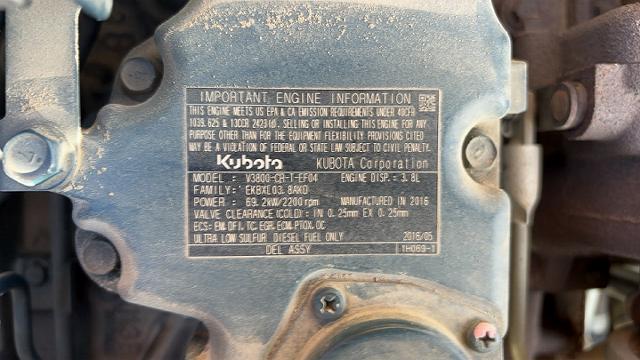 IMPORTANT ENGINE INFORMATION
THIS ENGINE MEETS US EPA & CA EMISSION REQUIREMENTS UNDER 40CFR
1039.625 & 13CCR 2423(d). SELLING OR INSTALLING THIS ENGINE FOR ANY
PURPOSE OTHER THAN FOR THE EQUIPMENT FLEXIBILITY PROVISIONS CITED
MAY BE A VIOLATION OF FEDERAL OR STATE LAW SUBJECT TO CIVIL PENALTY.
Kubota KUBOTA Corporation
MODEL : V3800-CR-T-EF04 ENGINE DISP.= 3.8L
FAMILY: EKBXL03.8AKD
POWER : 69.2kW/2200rpm MANUFACTURED IN 2016
VALVE CLEARANCE(COLD): IN 0.25mm EX 0.25mm
ECS: EM, DFI, TC, EGR, ECM, PTOX, OC
ULTRA LOW SULFUR DIESEL FUEL ONLY 2016/05
DEL ASSY 1H069-1